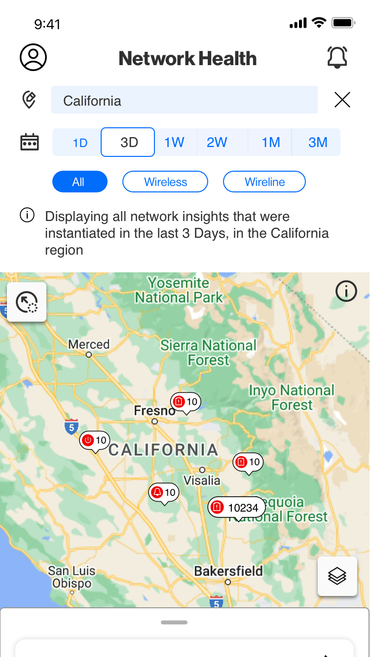 9:41
Network Health
California
1D 3D 1W 2W 1M 3M
All Wireless Wireline
Displaying all network insights that were
instantiated in the last 3 Days, in the California
region
Yosemite
National Park
5
Merced
Sierra National
Forest
Inyo National
Forest
10
Fresno
5
10
CALIFORNIA
10
Visalia
10
10234
equoia
National Forest
San Luis
Obispo
Bakersfield
5